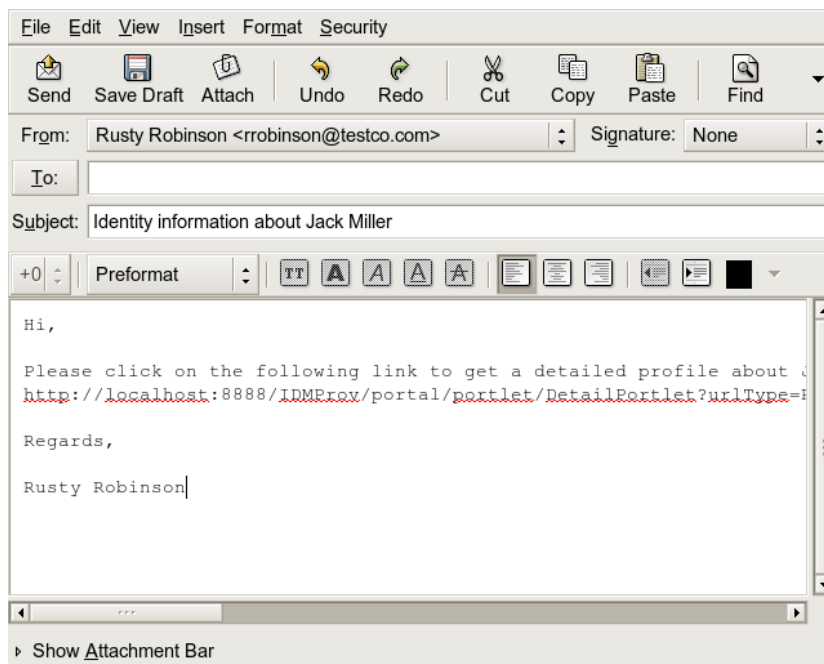 File Edit View Insert Format Security
Send Save Draft Attach Undo Redo Cut Copy Paste Find
From: Rusty Robinson <rrobinson@testco.com> Signature: None
To:
Subject: Identity information about Jack Miller
+0 Preformat TT A A A A
Hi,
Please click on the following link to get a detailed profile about
http://localhost:8888/IDMProv/portal/portlet/DetailPortlet?urlType=
Regards,
Rusty Robinson
Show Attachment Bar